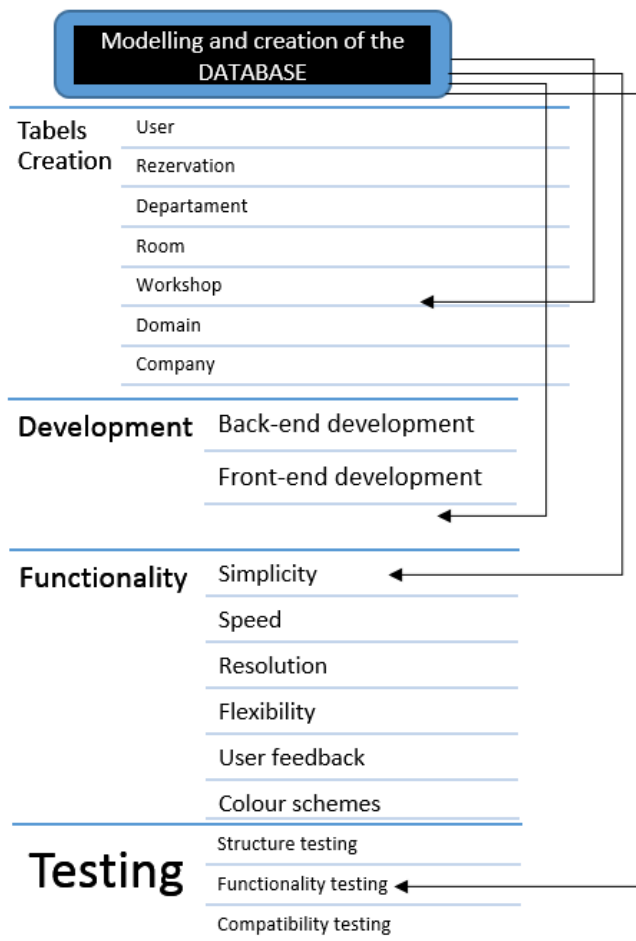 Modelling and creation of the
DATABASE
Tabels
Creation
User
Rezervation
Departament
Room
Workshop
Domain
Company
Development
Back-end development
Front-end development
Functionality
Simplicity
Speed
Resolution
Flexibility
User feedback
Colour schemes
Testing
Structure testing
Functionality testing
Compatibility testing